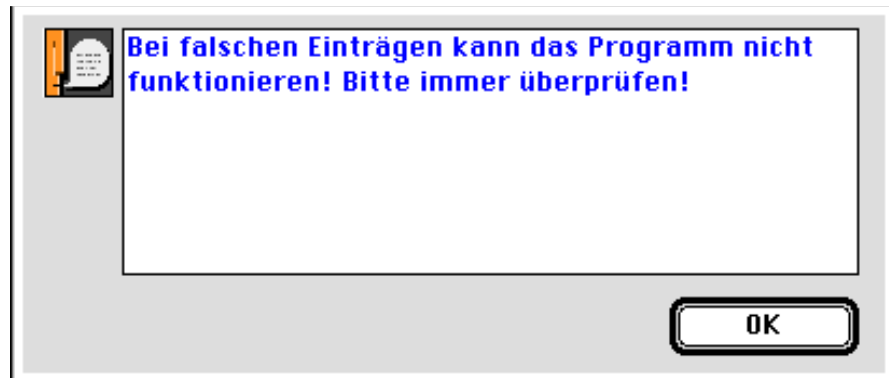 Bei falschen Einträgen kann das Programm nicht
funktionieren! Bitte immer überprüfen!
OK